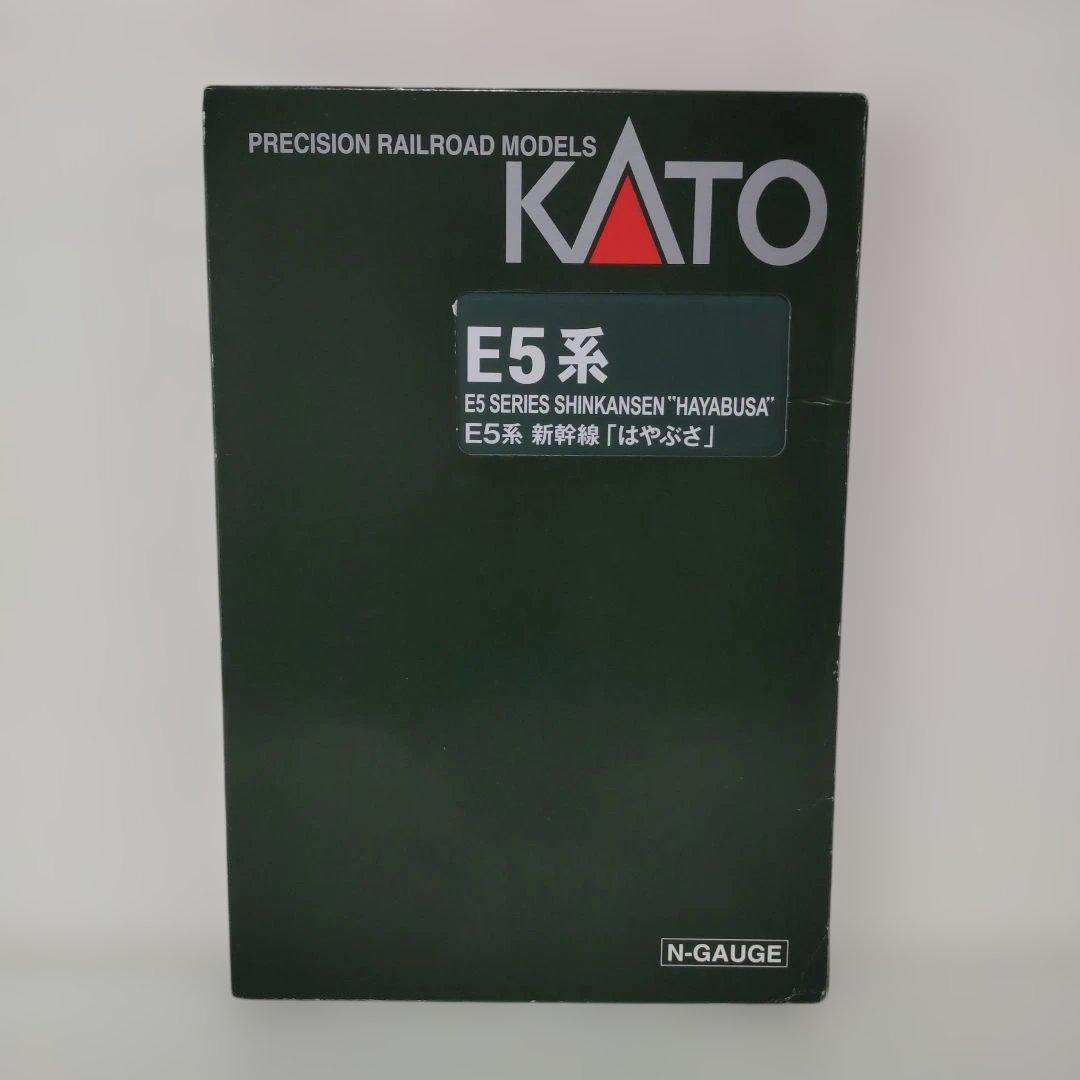 PRECISION RAILROAD MODELS
KATO
E5系
E5 SERIES SHINKANSEN "HAYABUSA"
E5系 新幹線「はやぶさ」
N-GAUGE